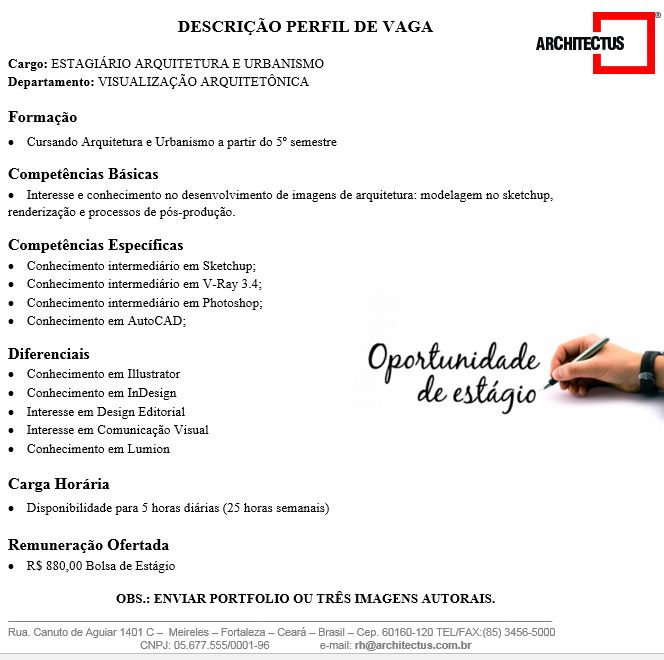 DESCRIÇÃO PERFIL DE VAGA
ARCHITECTUS®
Cargo: ESTAGIÁRIO ARQUITETURA E URBANISMO
Departamento: VISUALIZAÇÃO ARQUITETÔNICA
Formação
• Cursando Arquitetura e Urbanismo a partir do 5º semestre
Competências Básicas
• Interesse e conhecimento no desenvolvimento de imagens de arquitetura: modelagem no sketchup,
renderização e processos de pós-produção.
Competências Específicas
• Conhecimento intermediário em Sketchup;
• Conhecimento intermediário em V-Ray 3.4;
• Conhecimento intermediário em Photoshop;
• Conhecimento em AutoCAD;
Diferenciais
• Conhecimento em Illustrator
• Conhecimento em InDesign
• Interesse em Design Editorial
• Interesse em Comunicação Visual
• Conhecimento em Lumion
Oportunidade
de estágio
Carga Horária
• Disponibilidade para 5 horas diárias (25 horas semanais)
Remuneração Ofertada
• R$ 880,00 Bolsa de Estágio
OBS.: ENVIAR PORTFOLIO OU TRÊS IMAGENS AUTORAIS.
Rua. Canuto de Aguiar 1401 C – Meireles – Fortaleza – Ceará – Brasil – Cep. 60160-120 TEL/FAX:(85) 3456-5000
CNPJ: 05.677.555/0001-96 e-mail: rh@architectus.com.br